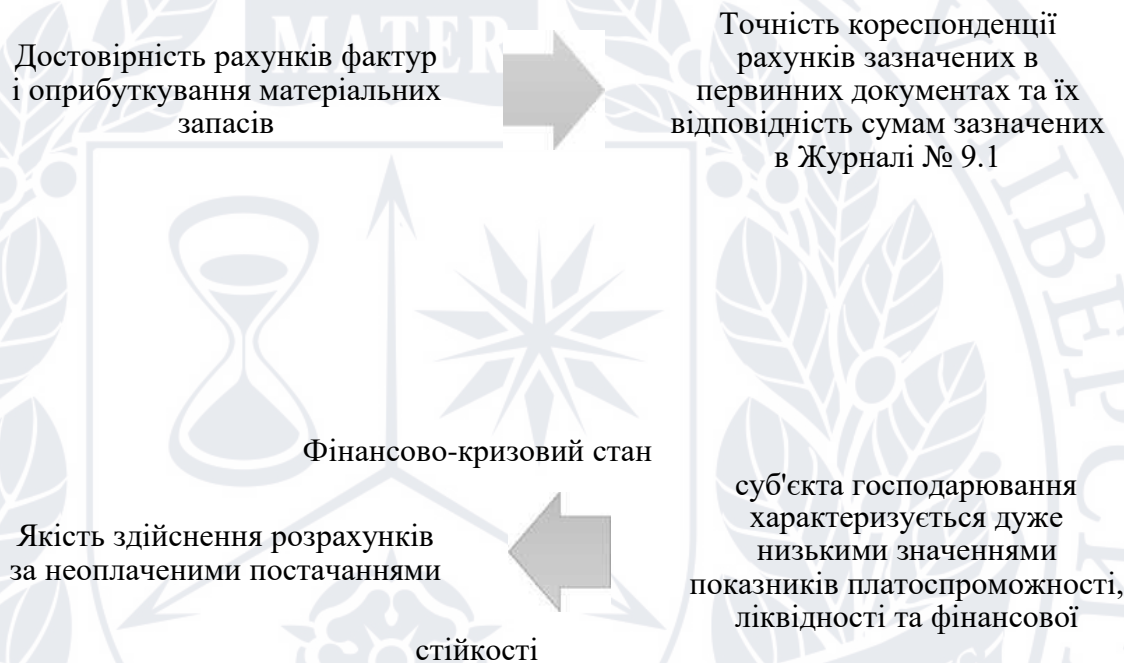 Достовірність рахунків фактур
і оприбуткування матеріальних
запасів
Точність кореспонденції
рахунків зазначених в
первинних документах та їх
відповідність сумам зазначених
в Журналі № 9.1
Фінансово-кризовий стан
суб'єкта господарювання
характеризується дуже
низькими значеннями
показників платоспроможності,
ліквідності та фінансової
Якість здійснення розрахунків
за неоплаченими постачаннями
стійкості
MATER